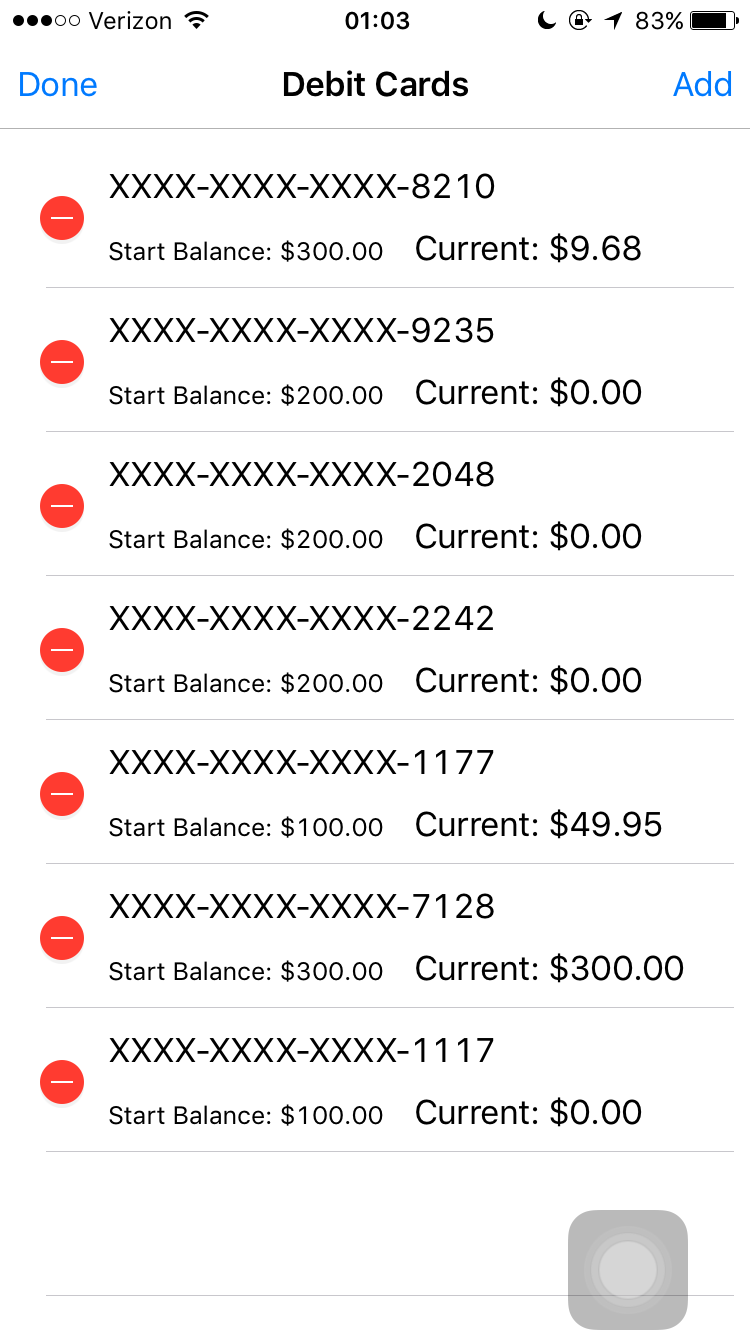 Verizon 01:03 83%
Done Debit Cards Add
XXXX-XXXX-XXXX-8210
Start Balance: $300.00 Current: $9.68
XXXX-XXXX-XXXX-9235
Start Balance: $200.00 Current: $0.00
XXXX-XXXX-XXXX-2048
Start Balance: $200.00 Current: $0.00
XXXX-XXXX-XXXX-2242
Start Balance: $200.00 Current: $0.00
XXXX-XXXX-XXXX-1177
Start Balance: $100.00 Current: $49.95
XXXX-XXXX-XXXX-7128
Start Balance: $300.00 Current: $300.00
XXXX-XXXX-XXXX-1117
Start Balance: $100.00 Current: $0.00